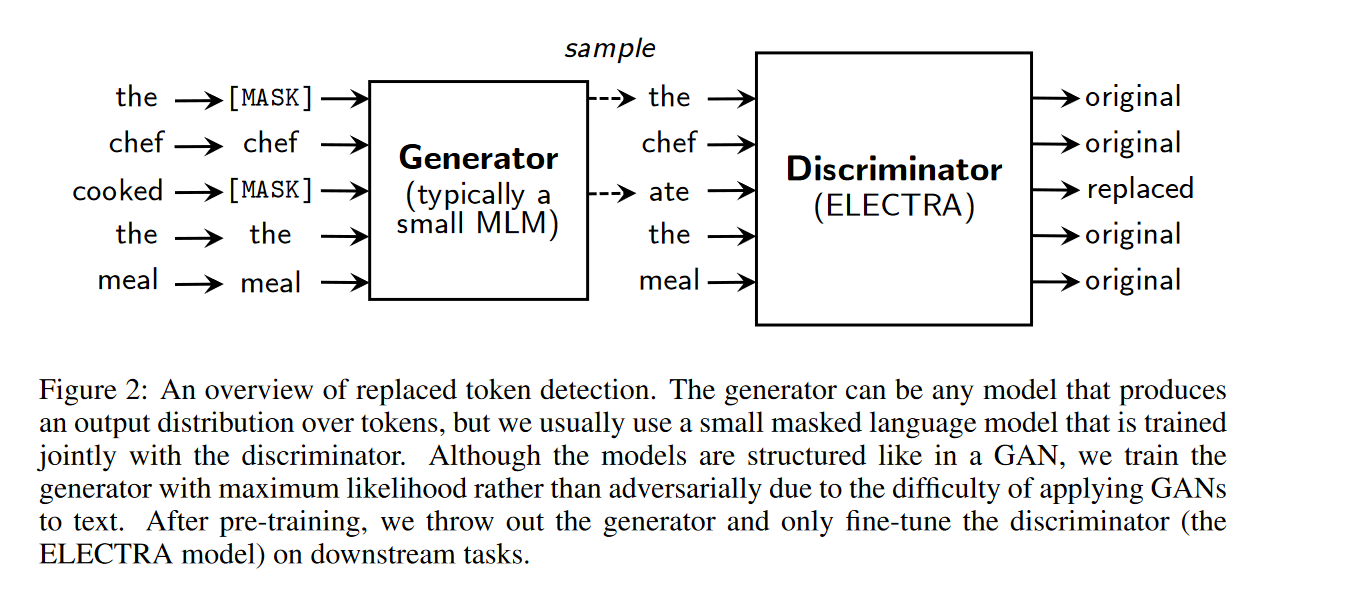 sample
the [MASK] the original
chef chef Generator chef original
cooked [MASK] (typically a small MLM) ate Discriminator (ELECTRA) replaced
the the the original
meal meal meal original
Figure 2: An overview of replaced token detection. The generator can be any model that produces
an output distribution over tokens, but we usually use a small masked language model that is trained
jointly with the discriminator. Although the models are structured like in a GAN, we train the
generator with maximum likelihood rather than adversarially due to the difficulty of applying GANs
to text. After pre-training, we throw out the generator and only fine-tune the discriminator (the
ELECTRA model) on downstream tasks.